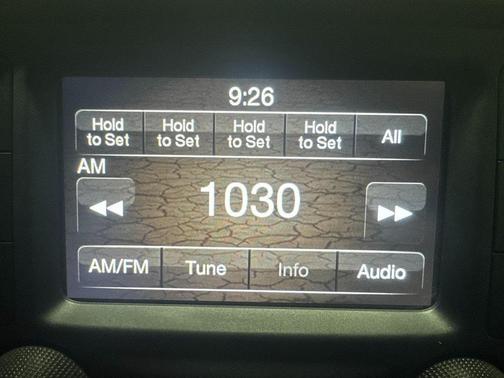 9:26
Hold Hold Hold Hold
to Set to Set to Set to Set All
AM
1030
AM/FM Tune Info Audio